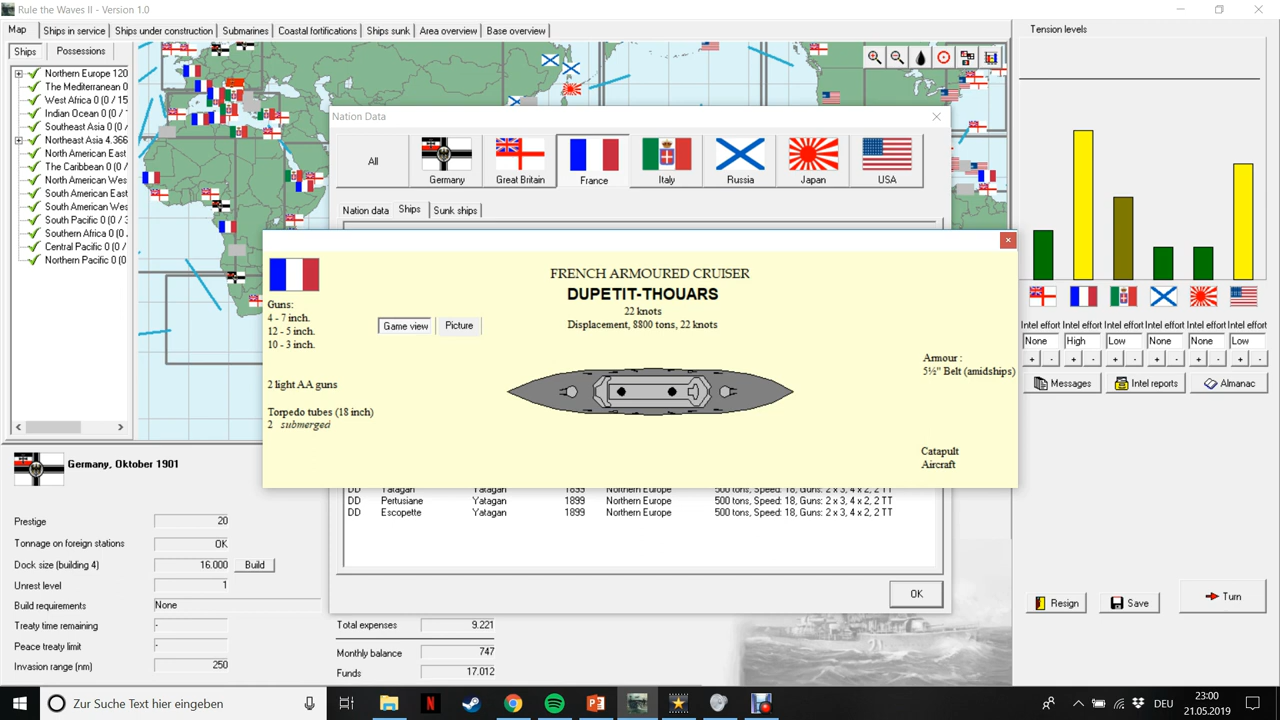 Rule the Waves II - Version 1.0
Map Ships in service Ships under construction Submarines Coastal fortifications Ships sunk Area overview Base overview
Ships Possessions
Northern Europe 120
The Mediterranean 0
West Africa 0 (0 / 15
Indian Ocean 0 (0 /
Southeast Asia 0 (0
Northeast Asia 4.366
North American East
The Caribbean 0 (0 /
North American Wes
South American East
South American Wes
South Pacific 0 (0 / 3
Southern Africa 0 (0
Central Pacific 0 (0 /
Northern Pacific 0 (0
Nation Data
All Germany Great Britain France Italy Russia Japan USA
Nation data Ships Sunk ships
FRENCH ARMOURED CRUISER
DUPETIT-THOUARS
22 knots
Displacement, 8800 tons, 22 knots
Guns:
4 - 7 inch.
12 - 5 inch.
10 - 3 inch.
Game view Picture
2 light AA guns
Torpedo tubes (18 inch)
2 submerged
Armour :
5½" Belt (amidships)
Catapult
Aircraft
DD Yatagan Yatagan 1899 Northern Europe 500 tons, Speed: 18, Guns: 2 x 3, 4 x 2, 2 TT
DD Pertuisane Yatagan 1899 Northern Europe 500 tons, Speed: 18, Guns: 2 x 3, 4 x 2, 2 TT
DD Escopette Yatagan 1899 Northern Europe 500 tons, Speed: 18, Guns: 2 x 3, 4 x 2, 2 TT
OK
Tension levels
Intel effort Intel effort Intel effort Intel effort Intel effort Intel effort
None High Low None None Low
+ - + - + - + - + - + -
Messages Intel reports Almanac
Resign Save Turn
Germany, Oktober 1901
Prestige 20
Tonnage on foreign stations OK
Dock size (building 4) 16.000 Build
Unrest level 1
Build requirements None
Treaty time remaining -
Peace treaty limit -
Invasion range (nm) 250
Total expenses 9.221
Monthly balance 747
Funds 17.012
Zur Suche Text hier eingeben
DEU
23:00
21.05.2019